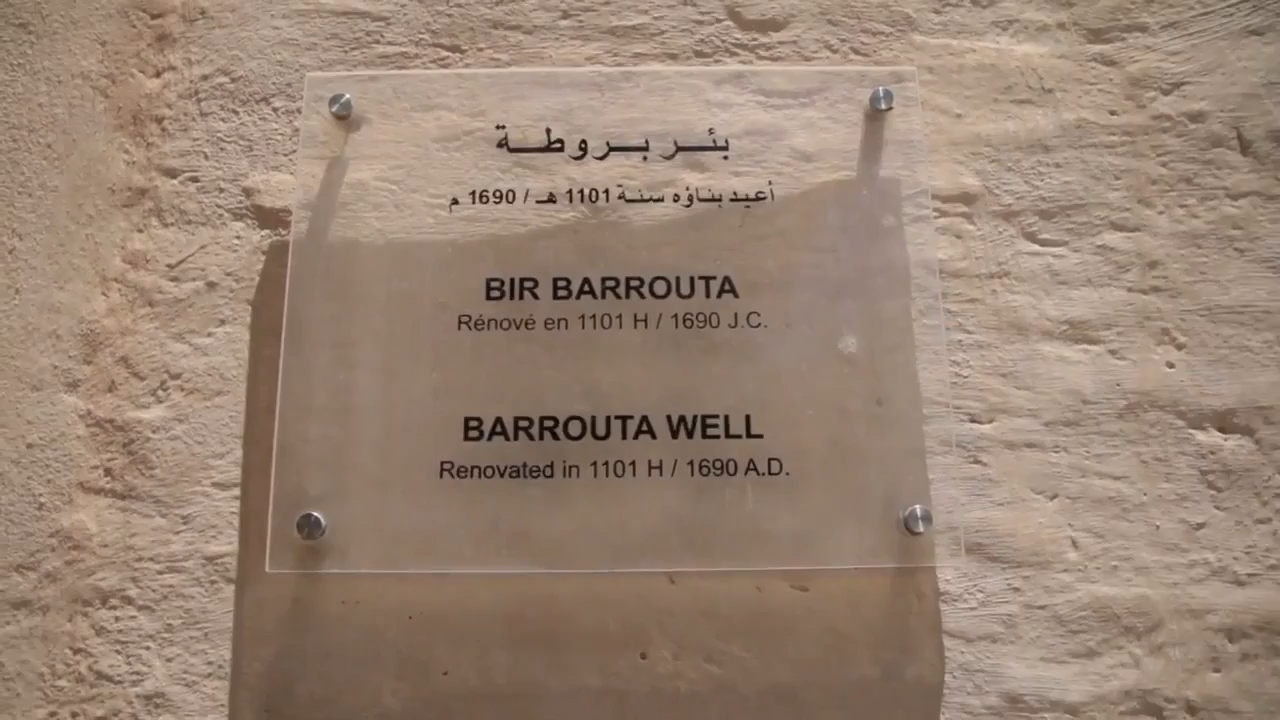 بئر بروطة
أعيد بناؤه سنة 1101 هـ / 1690 م
BIR BARROUTA
Rénové en 1101 H / 1690 J.C.
BARROUTA WELL
Renovated in 1101 H / 1690 A.D.